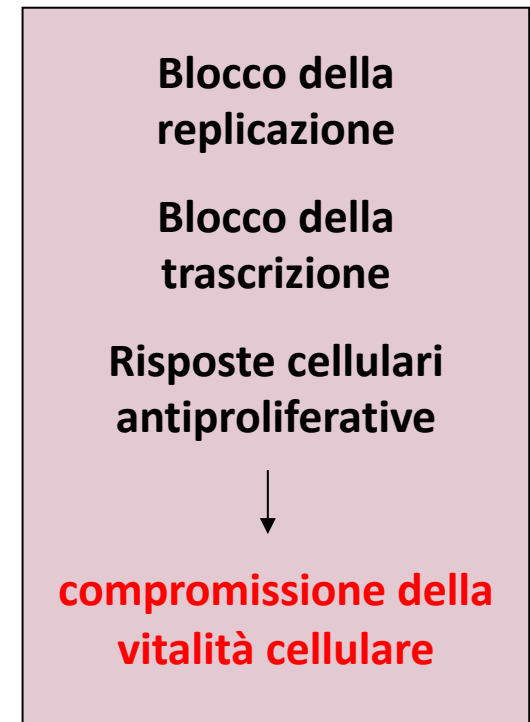 Blocco della
replicazione
Blocco della
trascrizione
Risposte cellulari
antiproliferative
compromissione della
vitalità cellulare